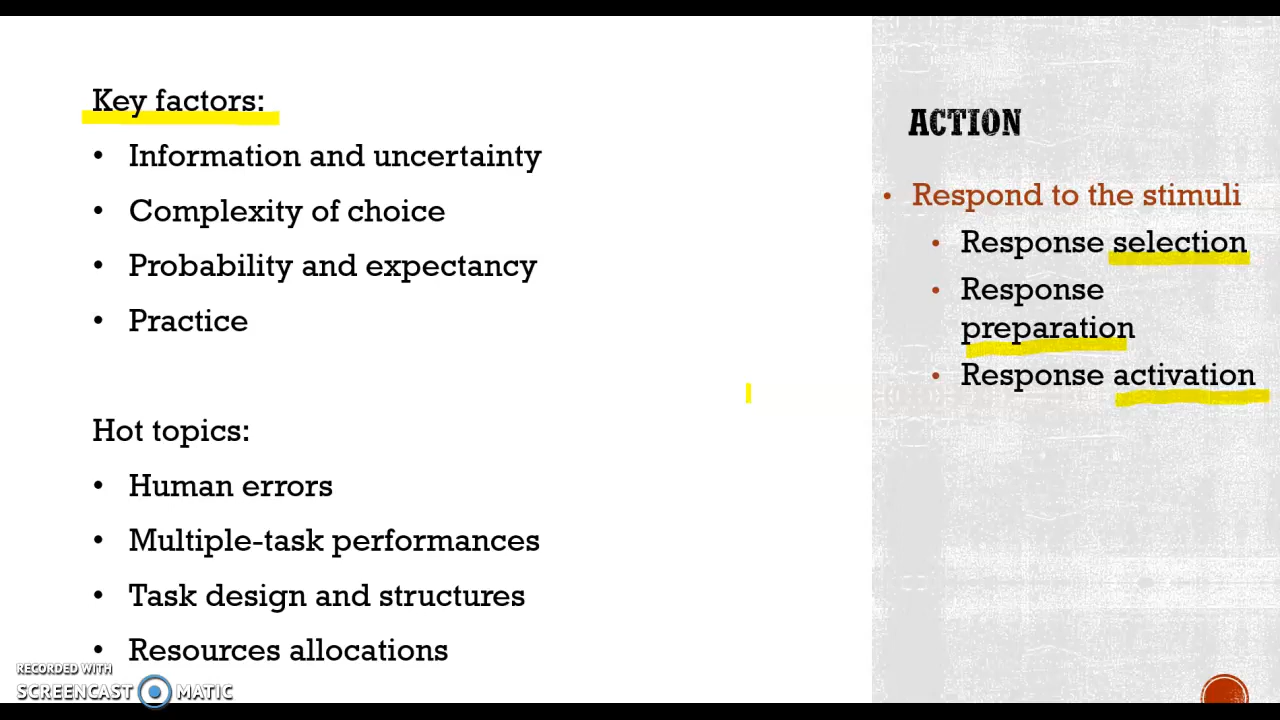 Key factors:
• Information and uncertainty
• Complexity of choice
• Probability and expectancy
• Practice
Hot topics:
• Human errors
• Multiple-task performances
• Task design and structures
• Resources allocations
RECORDED WITH
SCREENCAST MATIC
ACTION
• Respond to the stimuli
• Response selection
• Response
preparation
• Response activation